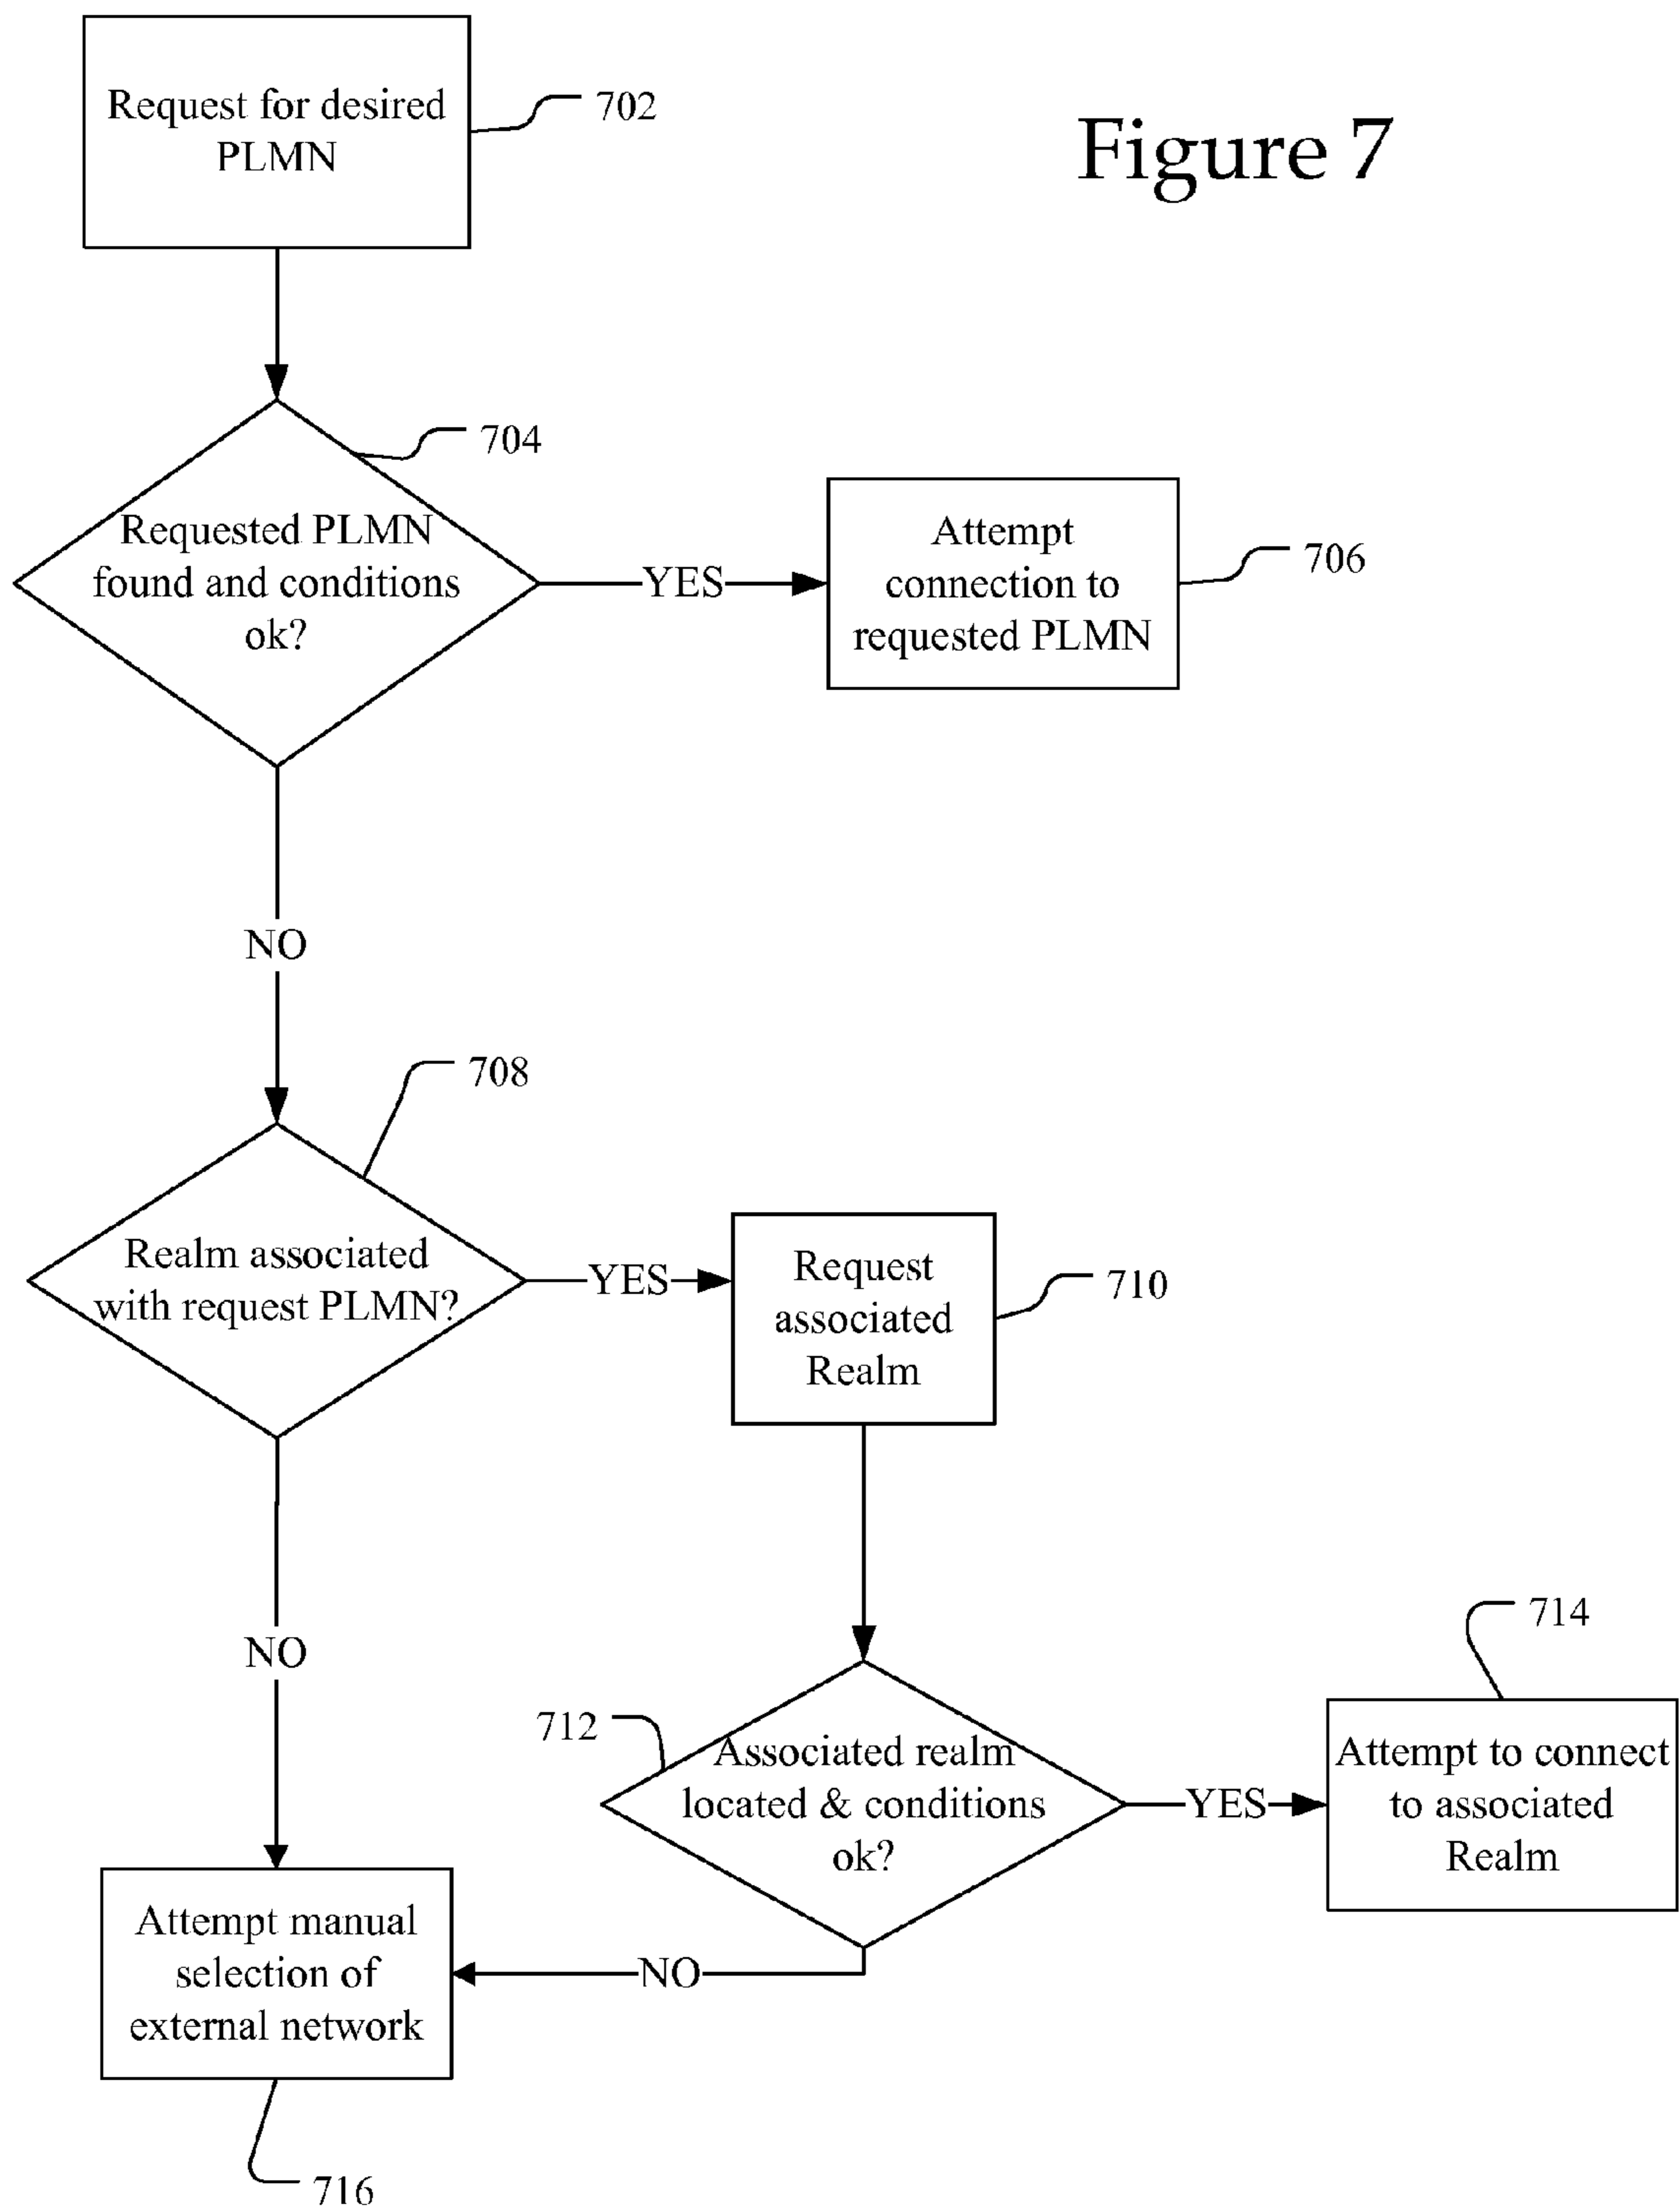 Request for desired
PLMN
702
Figure 7
704
Requested PLMN
found and conditions
ok?
YES
Attempt
connection to
requested PLMN
706
NO
708
Realm associated
with request PLMN?
YES
Request
associated
Realm
710
NO
712
Associated realm
located & conditions
ok?
YES
714
Attempt to connect
to associated
Realm
NO
Attempt manual
selection of
external network
716